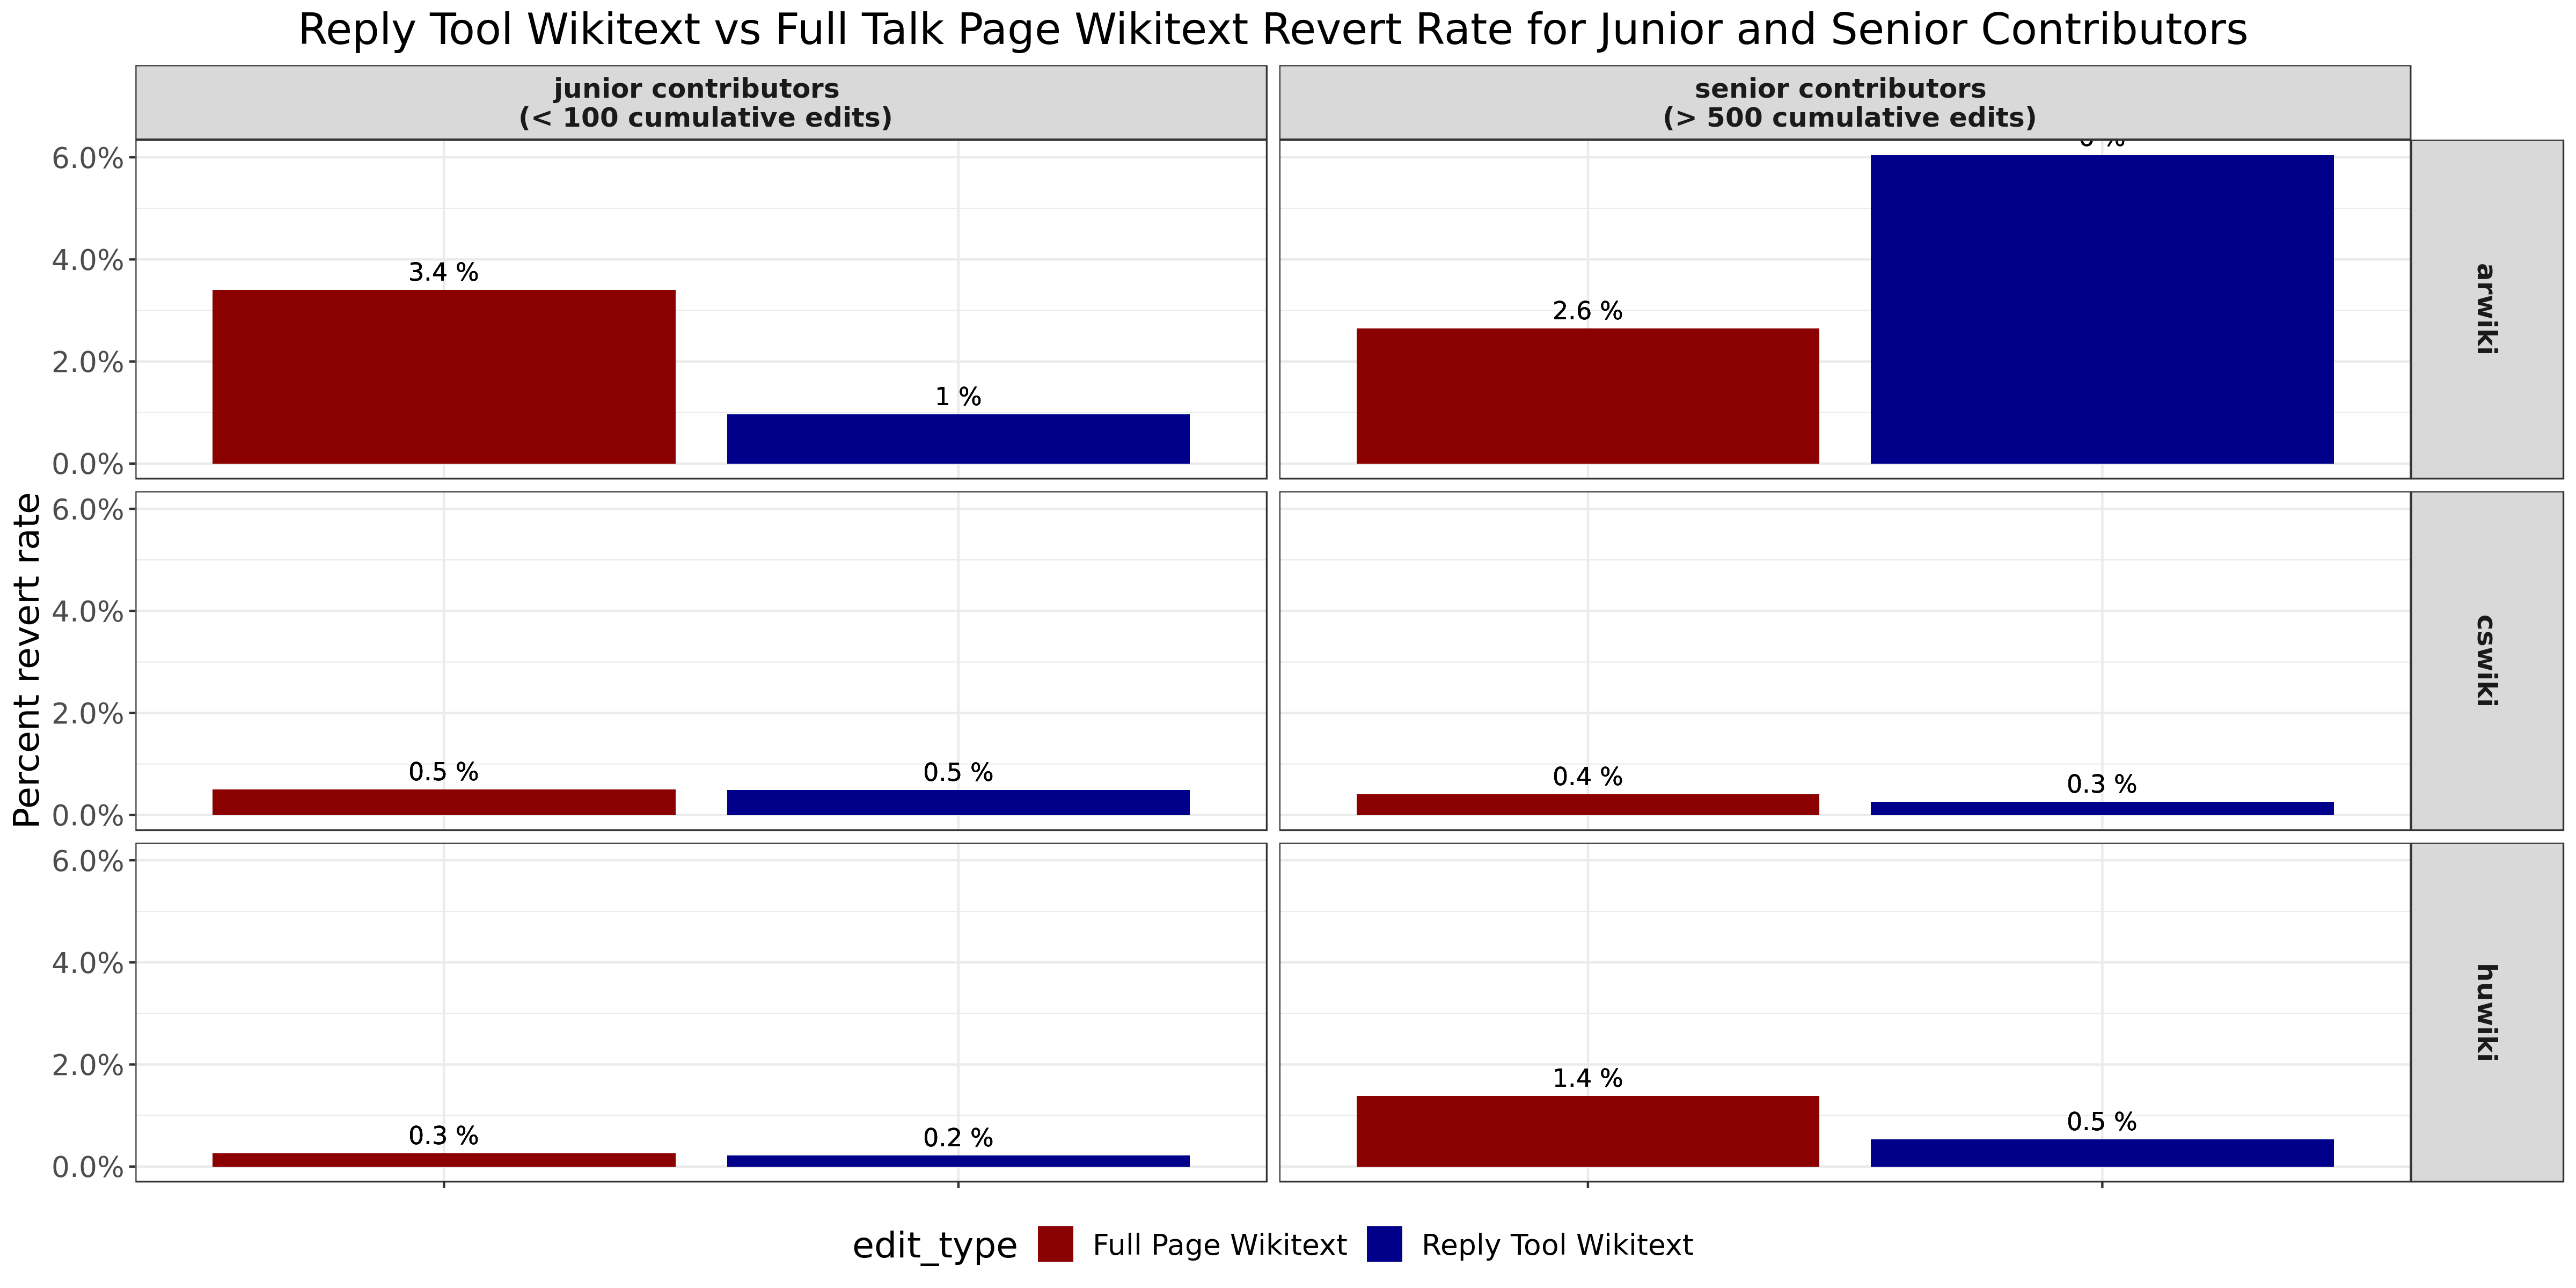 Reply Tool Wikitext vs Full Talk Page Wikitext Revert Rate for Junior and Senior Contributors
junior contributors
(< 100 cumulative edits)
senior contributors
(> 500 cumulative edits)
Percent revert rate
6.0%
4.0%
2.0%
0.0%
3.4 %
1 %
2.6 %
6 %
arwiki
6.0%
4.0%
2.0%
0.0%
0.5 %
0.5 %
0.4 %
0.3 %
cswiki
6.0%
4.0%
2.0%
0.0%
0.3 %
0.2 %
1.4 %
0.5 %
huwiki
edit_type
Full Page Wikitext
Reply Tool Wikitext